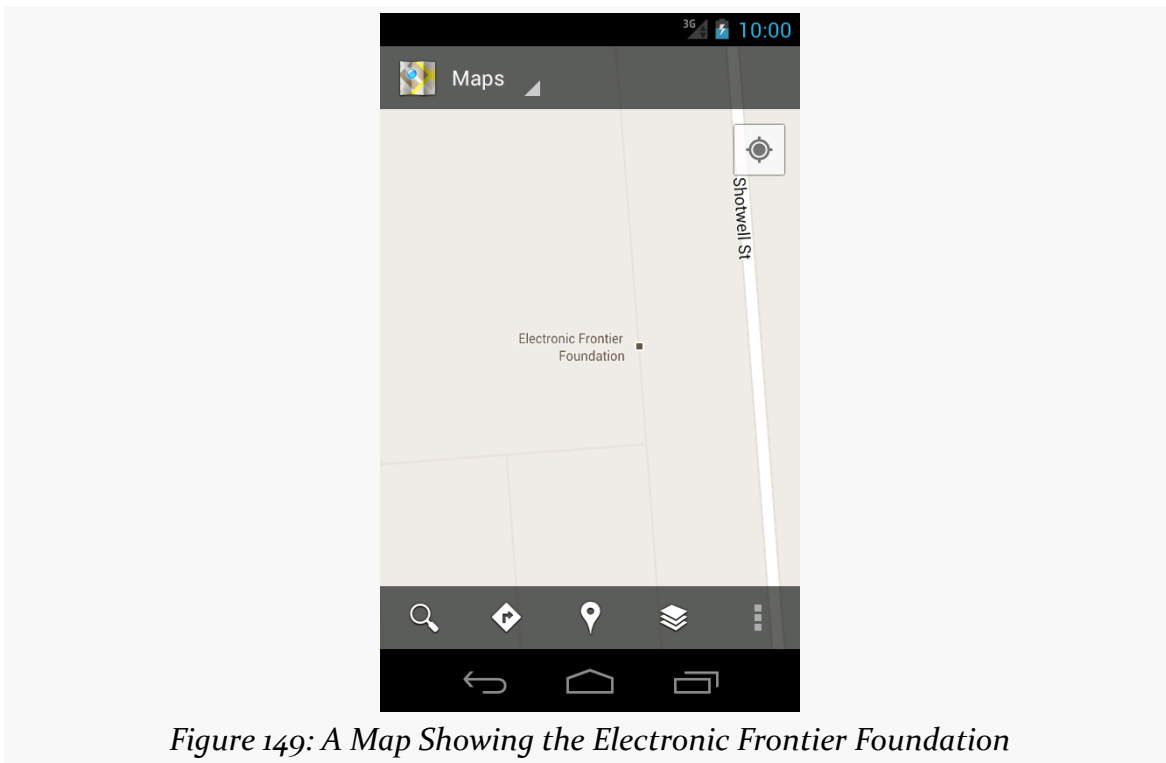 3G 10:00
Maps
Shotwell St
Electronic Frontier
Foundation
Figure 149: A Map Showing the Electronic Frontier Foundation